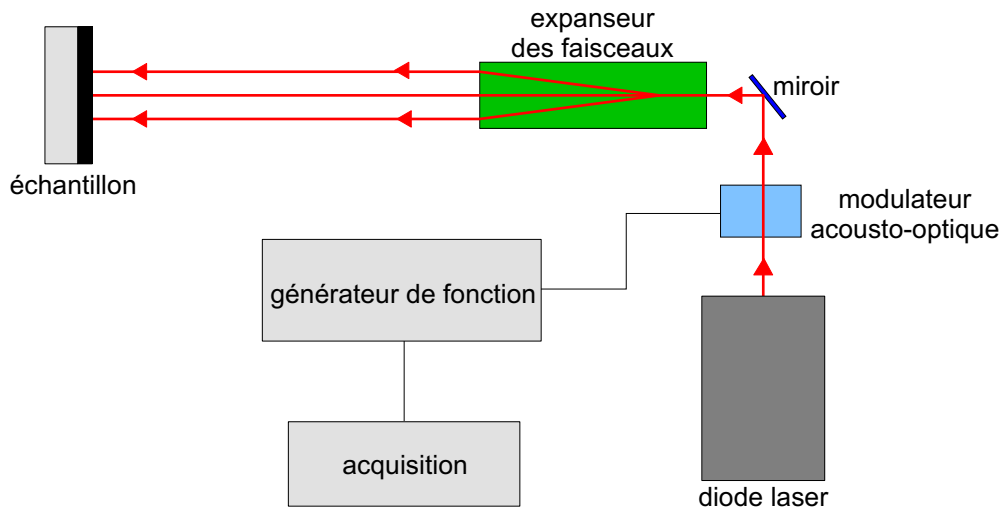 expanseur
des faisceaux
miroir
échantillon
modulateur
acousto-optique
générateur de fonction
acquisition
diode laser